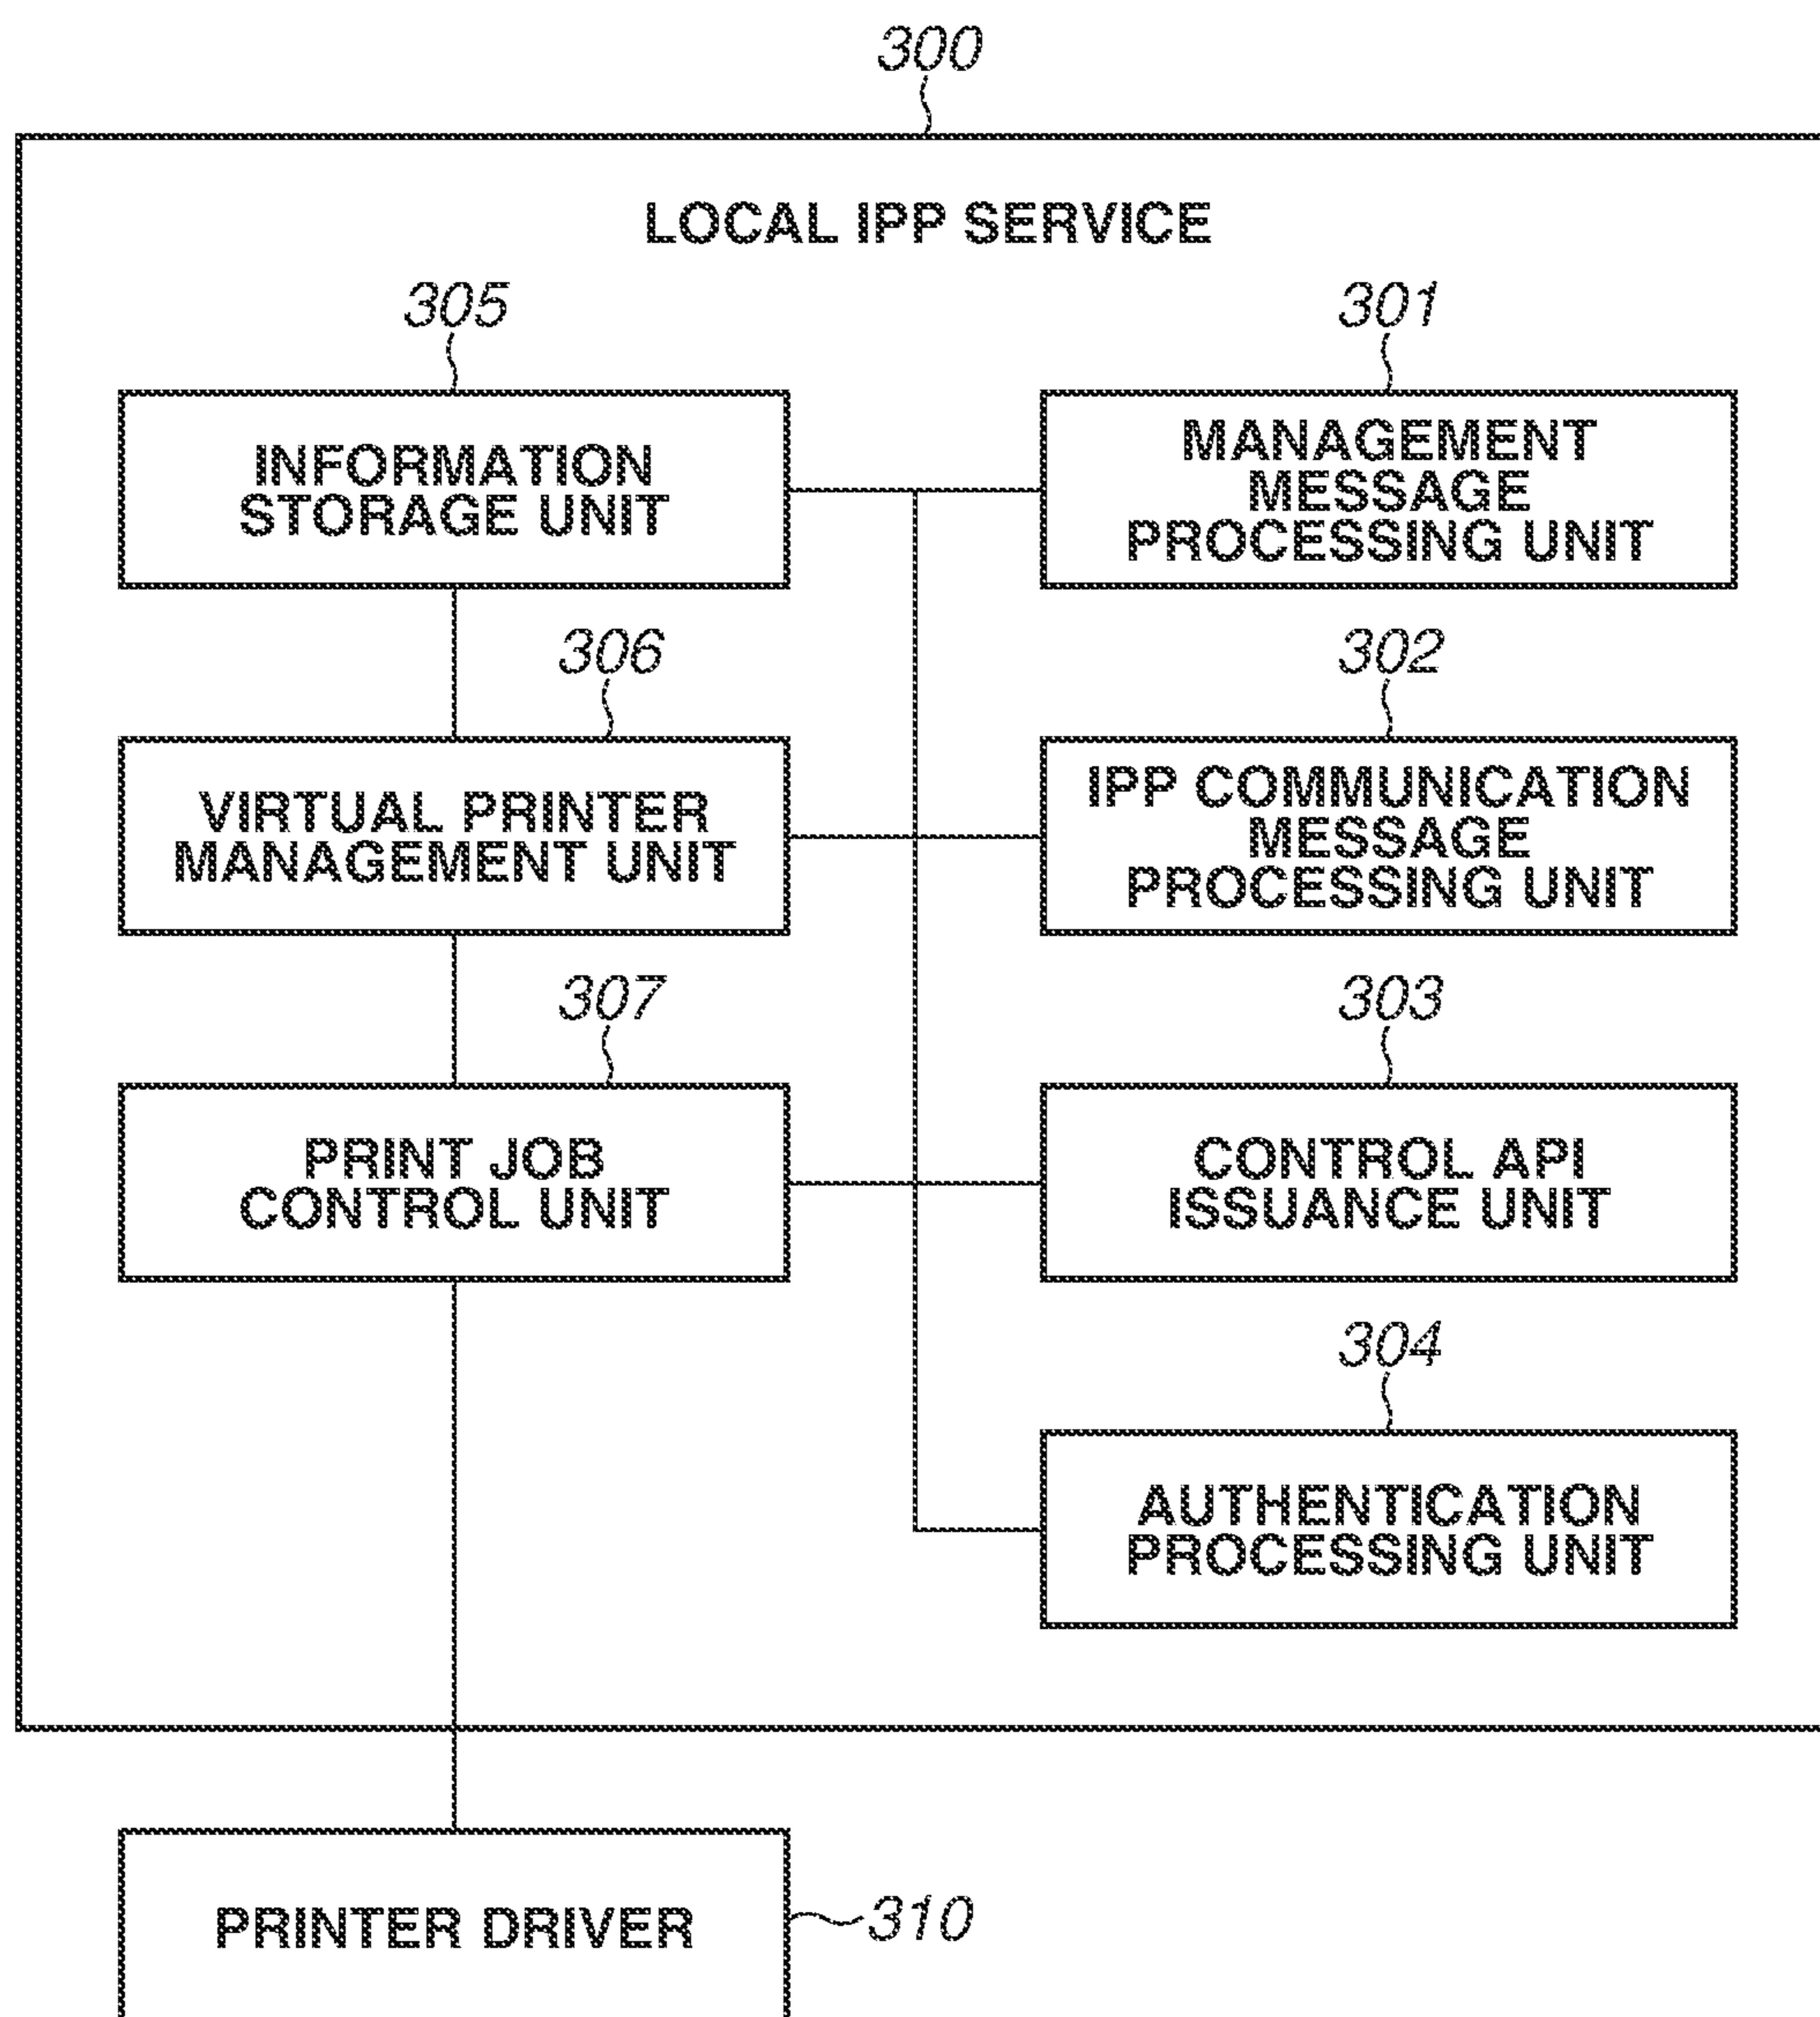 300
LOCAL IPP SERVICE
305
INFORMATION
STORAGE UNIT
301
MANAGEMENT
MESSAGE
PROCESSING UNIT
306
VIRTUAL PRINTER
MANAGEMENT UNIT
302
IPP COMMUNICATION
MESSAGE
PROCESSING UNIT
307
PRINT JOB
CONTROL UNIT
303
CONTROL API
ISSUANCE UNIT
304
AUTHENTICATION
PROCESSING UNIT
PRINTER DRIVER
310